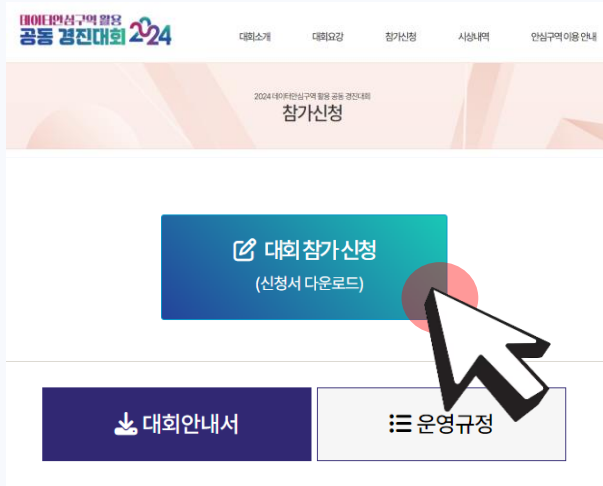 데이터안심구역 활용
공동 경진대회 2024
대회소개 대회요강 참가신청 시상내역 안심구역 이용 안내
2024 데이터안심구역 활용 공동 경진대회
참가신청
대회 참가 신청
(신청서 다운로드)
대회안내서 운영규정